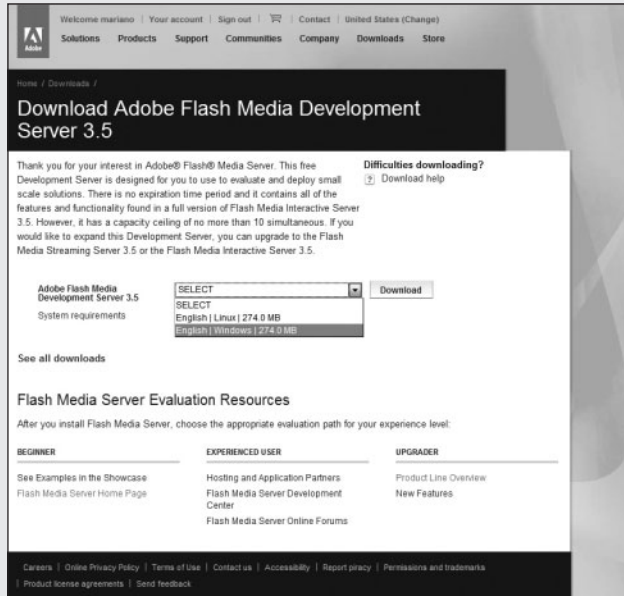 Welcome mariano | Your account | Sign out | | Contact | United States (Change)
Adobe
Solutions Products Support Communities Company Downloads Store
Home / Downloads /
Download Adobe Flash Media Development
Server 3.5
Thank you for your interest in Adobe® Flash® Media Server. This free
Development Server is designed for you to use to evaluate and deploy small
scale solutions. There is no expiration time period and it contains all of the
features and functionality found in a full version of Flash Media Interactive Server
3.5. However, it has a capacity ceiling of no more than 10 simultaneous. If you
would like to expand this Development Server, you can upgrade to the Flash
Media Streaming Server 3.5 or the Flash Media Interactive Server 3.5.
Difficulties downloading?
? Download help
Adobe Flash Media
Development Server 3.5
System requirements
SELECT
SELECT
English | Linux | 274.0 MB
English | Windows | 274.0 MB
Download
See all downloads
Flash Media Server Evaluation Resources
After you install Flash Media Server, choose the appropriate evaluation path for your experience level:
BEGINNER
See Examples in the Showcase
Flash Media Server Home Page
EXPERIENCED USER
Hosting and Application Partners
Flash Media Server Development
Center
Flash Media Server Online Forums
UPGRADER
Product Line Overview
New Features
Careers | Online Privacy Policy | Terms of Use | Contact us | Accessibility | Report piracy | Permissions and trademarks
| Product license agreements | Send feedback